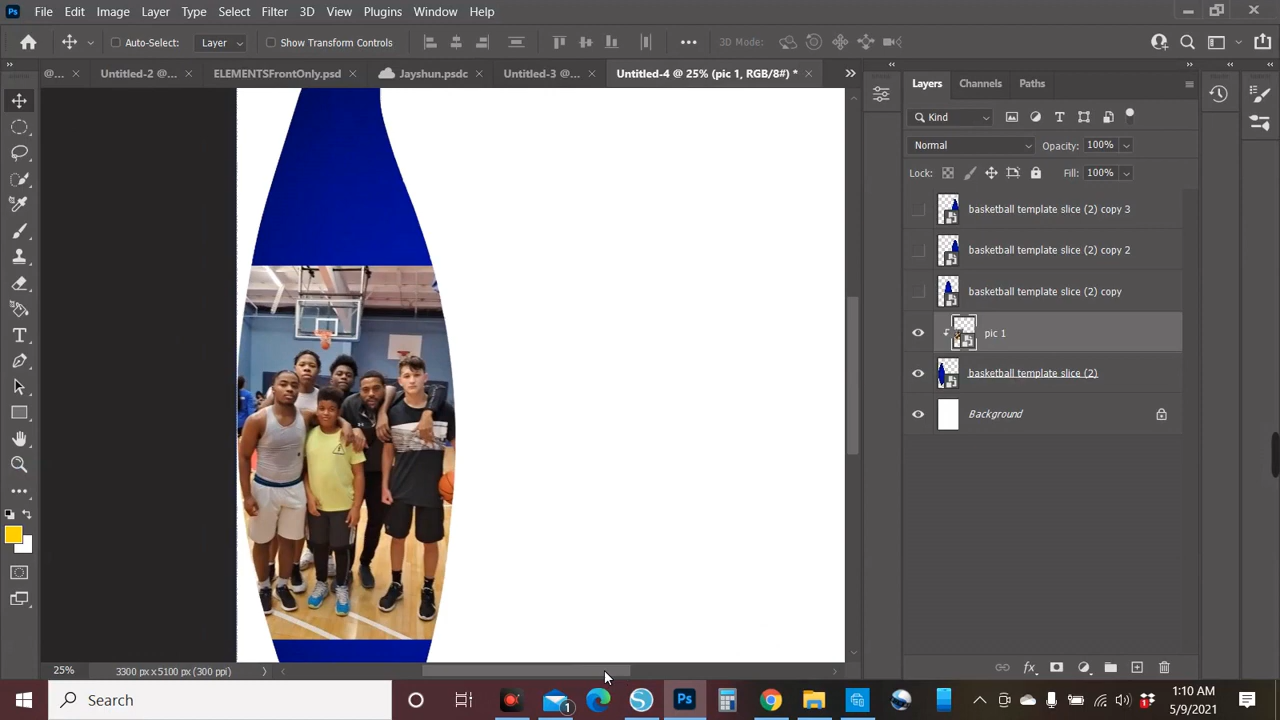 Ps File Edit Image Layer Type Select Filter 3D View Plugins Window Help
Auto-Select: Layer Show Transform Controls 3D Mode:
@... Untitled-2 @ ... ELEMENTSFrontOnly.psd Jayshun.psdc Untitled-3 @... Untitled-4 @ 25% (pic 1, RGB/8#) *
Layers Channels Paths
Kind
Normal Opacity: 100%
Lock: Fill: 100%
basketball template slice (2) copy 3
basketball template slice (2) copy 2
basketball template slice (2) copy
pic 1
basketball template slice (2)
Background
25% 3300 px x 5100 px (300 ppi)
Search
1
Ps
1:10 AM
5/9/2021